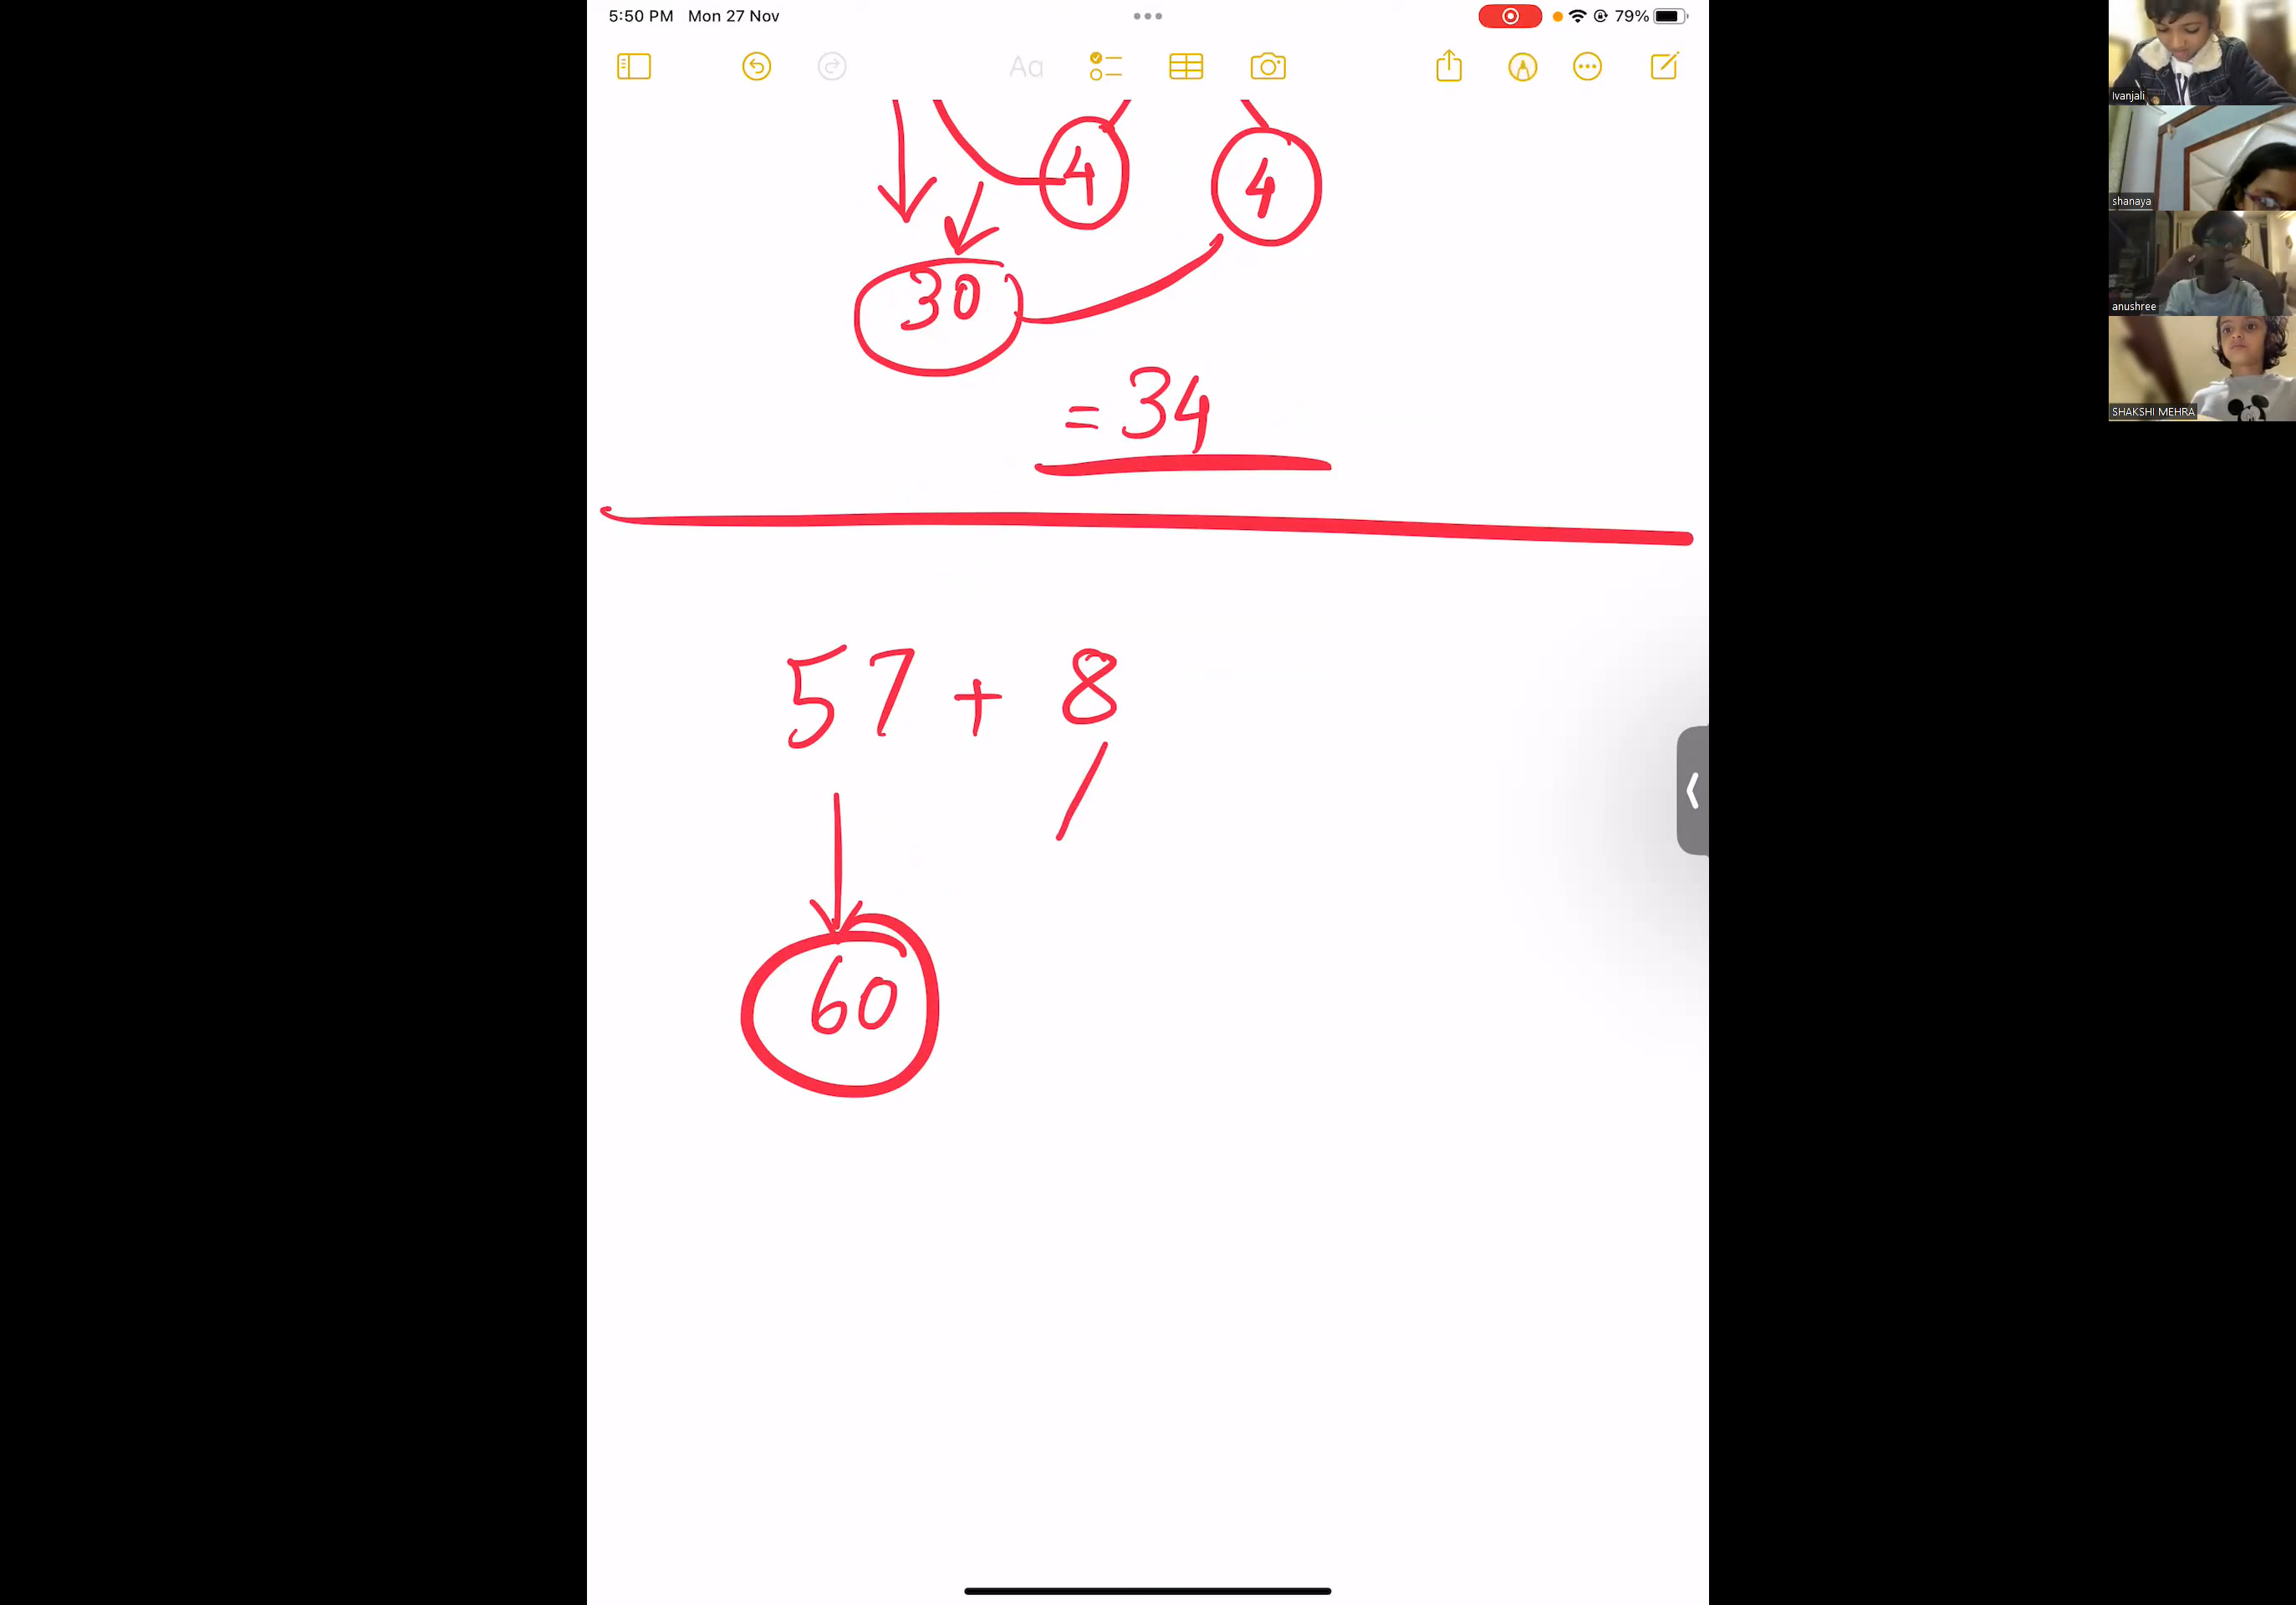 5:50 PM Mon 27 Nov
79%
Aa
4
4
30
= 34
57 + 8
60
Ivanjali
shanaya
anushree
SHAKSHI MEHRA